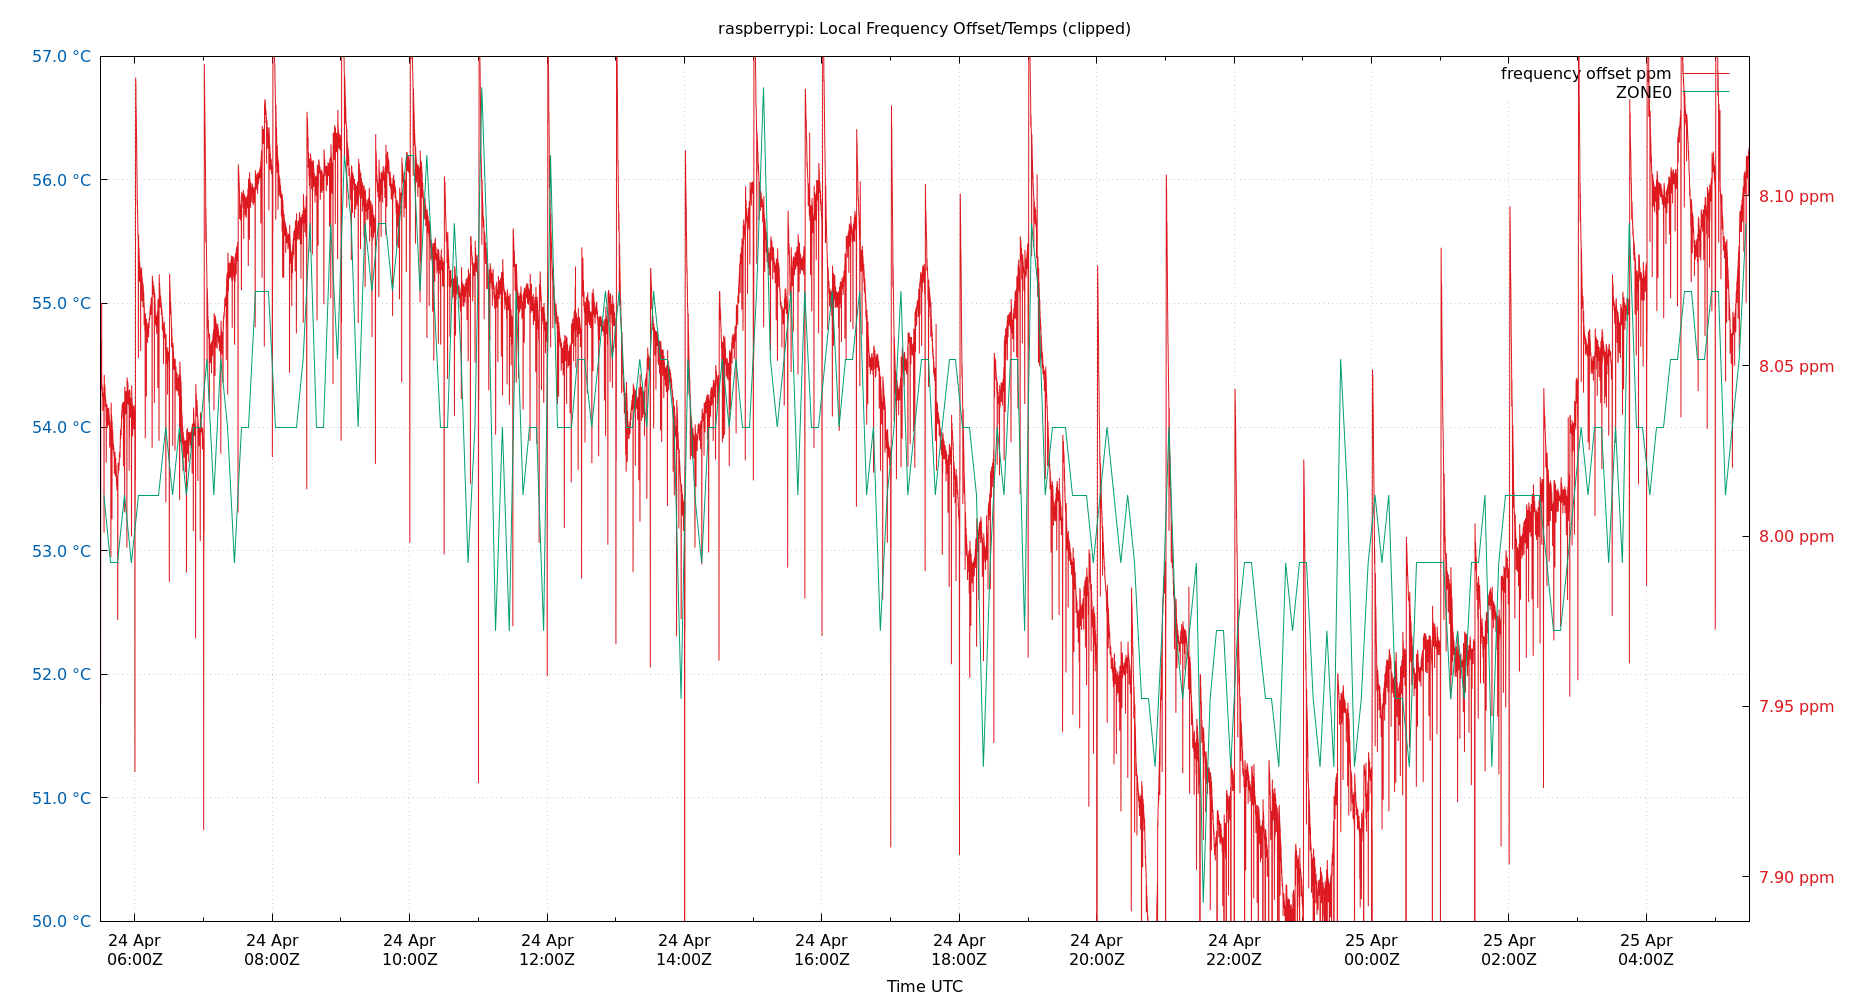 raspberrypi: Local Frequency Offset/Temps (clipped)
57.0 °C
56.0 °C
55.0 °C
54.0 °C
53.0 °C
52.0 °C
51.0 °C
50.0 °C
frequency offset ppm
ZONE0
8.10 ppm
8.05 ppm
8.00 ppm
7.95 ppm
7.90 ppm
24 Apr
06:00Z
24 Apr
08:00Z
24 Apr
10:00Z
24 Apr
12:00Z
24 Apr
14:00Z
24 Apr
16:00Z
24 Apr
18:00Z
24 Apr
20:00Z
24 Apr
22:00Z
25 Apr
00:00Z
25 Apr
02:00Z
25 Apr
04:00Z
Time UTC